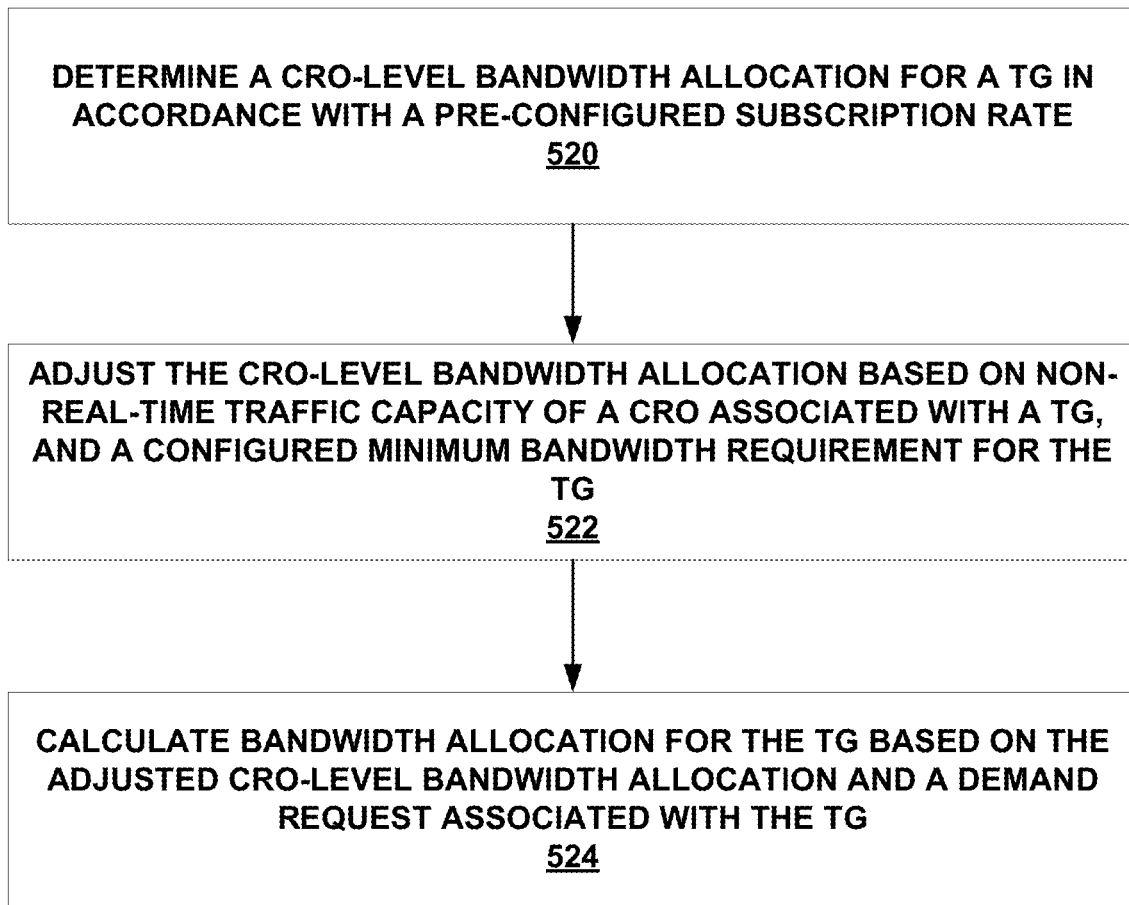 DETERMINE A CRO-LEVEL BANDWIDTH ALLOCATION FOR A TG IN
ACCORDANCE WITH A PRE-CONFIGURED SUBSCRIPTION RATE
520
ADJUST THE CRO-LEVEL BANDWIDTH ALLOCATION BASED ON NON-
REAL-TIME TRAFFIC CAPACITY OF A CRO ASSOCIATED WITH A TG,
AND A CONFIGURED MINIMUM BANDWIDTH REQUIREMENT FOR THE
TG
522
CALCULATE BANDWIDTH ALLOCATION FOR THE TG BASED ON THE
ADJUSTED CRO-LEVEL BANDWIDTH ALLOCATION AND A DEMAND
REQUEST ASSOCIATED WITH THE TG
524